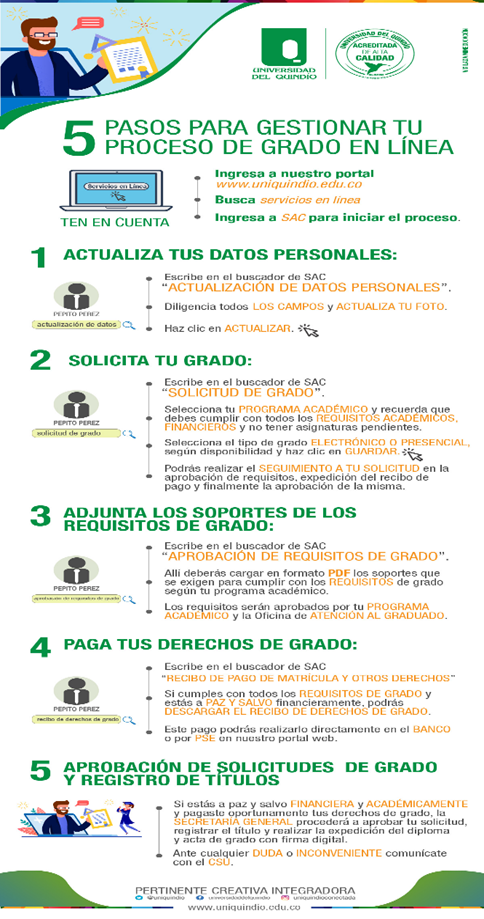 UNIVERSIDAD
DEL QUINDÍO
UNIVERSIDAD DEL QUINDÍO
ACREDITADA
DE ALTA
CALIDAD
5 PASOS PARA GESTIONAR TU
PROCESO DE GRADO EN LÍNEA
Servicios en Línea
TEN EN CUENTA
Ingresa a nuestro portal
www.uniquindio.edu.co
Busca servicios en línea
Ingresa a SAC para iniciar el proceso.
1 ACTUALIZA TUS DATOS PERSONALES:
PEPITO PEREZ
actualización de datos
Escribe en el buscador de SAC
“ACTUALIZACIÓN DE DATOS PERSONALES”.
Diligencia todos LOS CAMPOS y ACTUALIZA TU FOTO.
Haz clic en ACTUALIZAR.
2 SOLICITA TU GRADO:
PEPITO PEREZ
solicitud de grado
Escribe en el buscador de SAC
“SOLICITUD DE GRADO”.
Selecciona tu PROGRAMA ACADÉMICO y recuerda que
debes cumplir con todos los REQUISITOS ACADÉMICOS,
FINANCIEROS y no tener asignaturas pendientes.
Selecciona el tipo de grado ELECTRÓNICO O PRESENCIAL,
según disponibilidad y haz clic en GUARDAR.
Podrás realizar el SEGUIMIENTO A TU SOLICITUD en la
aprobación de requisitos, expedición del recibo de
pago y finalmente la aprobación de la misma.
3 ADJUNTA LOS SOPORTES DE LOS
REQUISITOS DE GRADO:
PEPITO PEREZ
aprobación de requisitos de grado
Escribe en el buscador de SAC
“APROBACIÓN DE REQUISITOS DE GRADO”.
Allí deberás cargar en formato PDF los soportes que
se exigen para cumplir con los REQUISITOS de grado
según tu programa académico.
Los requisitos serán aprobados por tu PROGRAMA
ACADÉMICO y la Oficina de ATENCIÓN AL GRADUADO.
4 PAGA TUS DERECHOS DE GRADO:
PEPITO PEREZ
recibo de derechos de grado
Escribe en el buscador de SAC
“RECIBO DE PAGO DE MATRÍCULA Y OTROS DERECHOS”
Si cumples con todos los REQUISITOS DE GRADO y
estás a PAZ Y SALVO financieramente, podrás
DESCARGAR EL RECIBO DE DERECHOS DE GRADO.
Este pago podrás realizarlo directamente en el BANCO
o por PSE en nuestro portal web.
5 APROBACIÓN DE SOLICITUDES DE GRADO
Y REGISTRO DE TÍTULOS
Si estás a paz y salvo FINANCIERA y ACADÉMICAMENTE
y pagaste oportunamente tus derechos de grado, la
SECRETARÍA GENERAL procederá a aprobar tu solicitud,
registrar el título y realizar la expedición del diploma
y acta de grado con firma digital.
Ante cualquier DUDA o INCONVENIENTE comunícate
con el CSU.
PERTINENTE CREATIVA INTEGRADORA
@uniquindio universidaddelquindio uniquindioconectada
www.uniquindio.edu.co